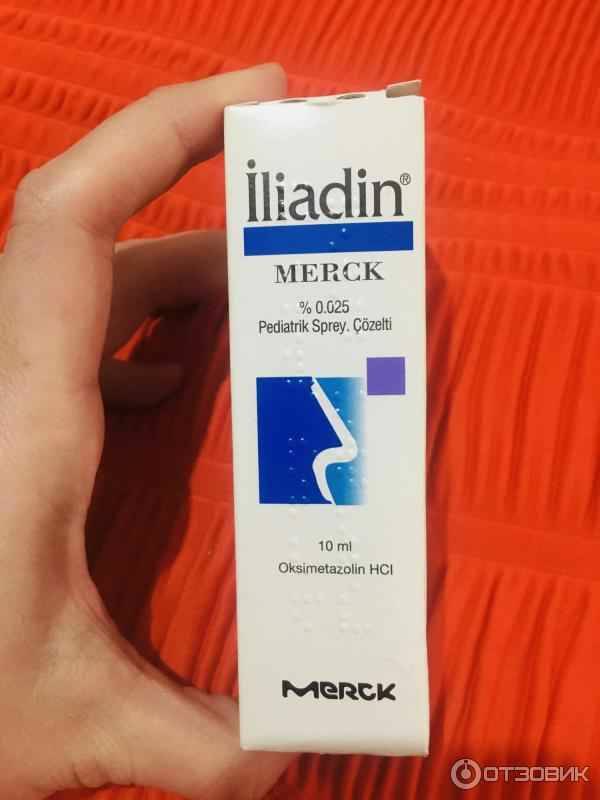 İliadin®
MERCK
% 0.025
Pediatrik Sprey. Çözelti
10 ml
Oksimetazolin HCl
MERCK
ОТЗОВИК